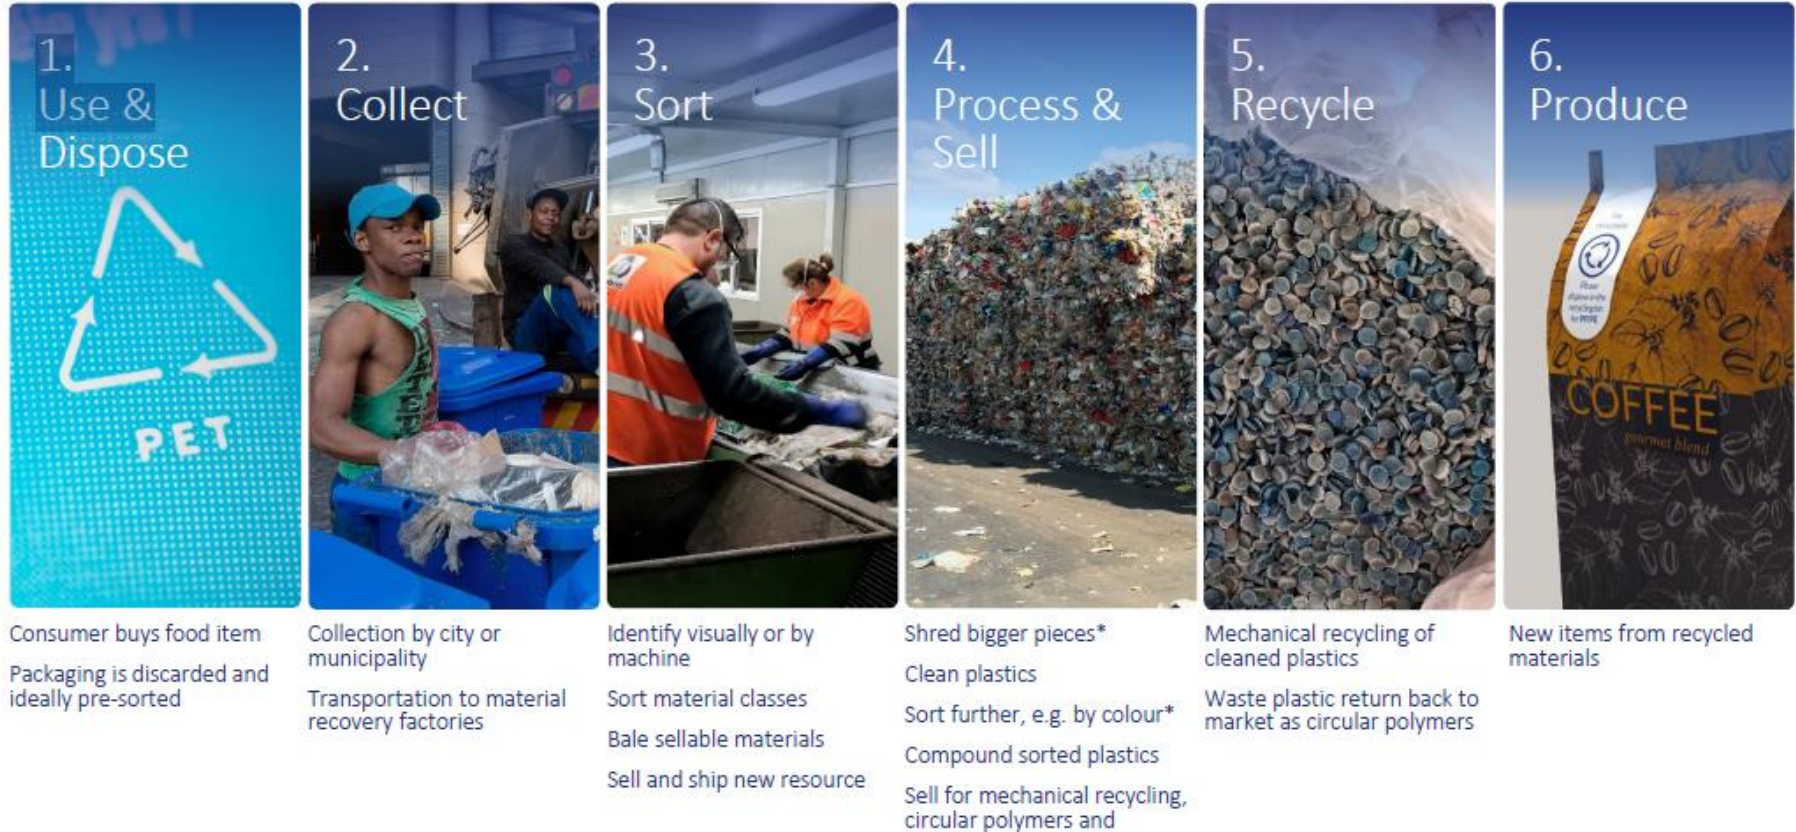 1.
Use &
Dispose
PET
Consumer buys food item
Packaging is discarded and
ideally pre-sorted
2.
Collect
Collection by city or
municipality
Transportation to material
recovery factories
3.
Sort
Identify visually or by
machine
Sort material classes
Bale sellable materials
Sell and ship new resource
4.
Process &
Sell
Shred bigger pieces*
Clean plastics
Sort further, e.g. by colour*
Compound sorted plastics
Sell for mechanical recycling,
circular polymers and
5.
Recycle
Mechanical recycling of
cleaned plastics
Waste plastic return back to
market as circular polymers
6.
Produce
COFFEE
gourmet blend
New items from recycled
materials